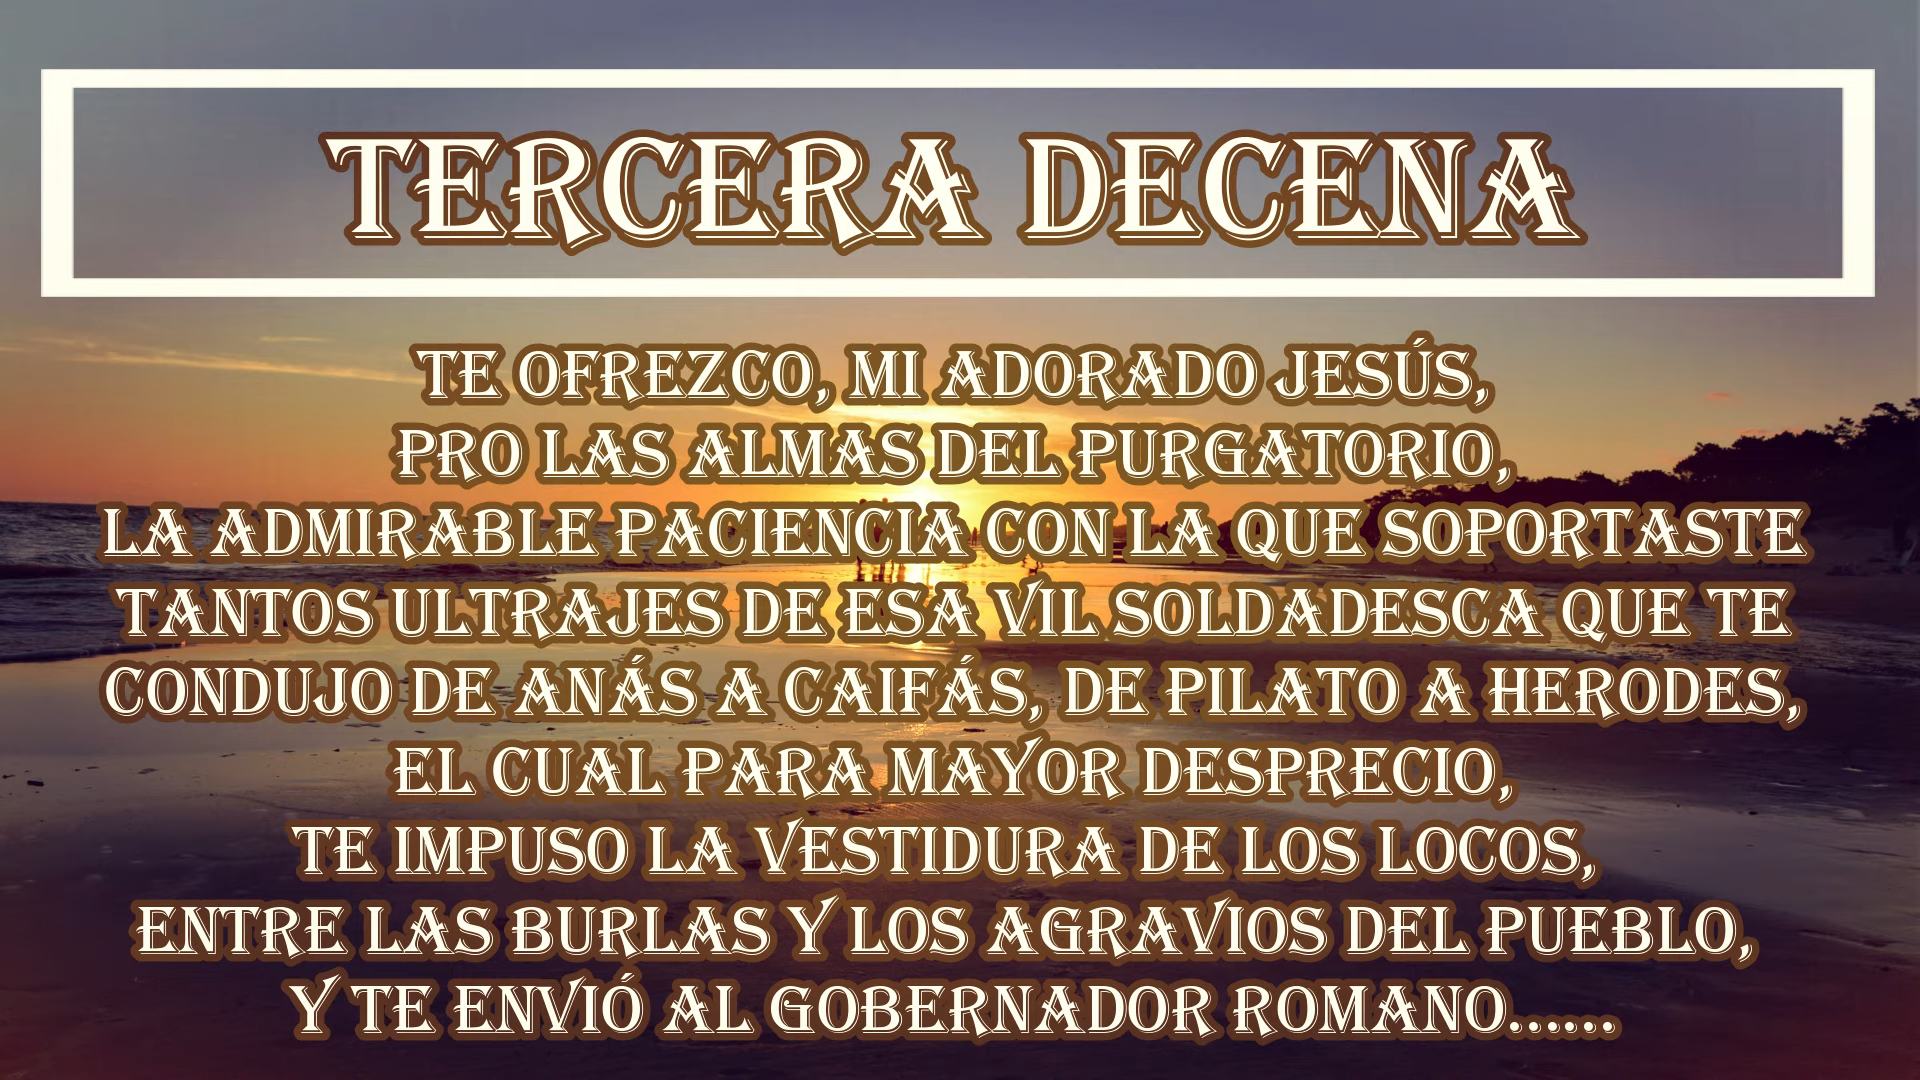 TERCERA DECENA
TE OFREZCO, MI ADORADO JESÚS,
PRO LAS ALMAS DEL PURGATORIO,
LA ADMIRABLE PACIENCIA CON LA QUE SOPORTASTE
TANTOS ULTRAJES DE ESA VIL SOLDADESCA QUE TE
CONDUJO DE ANÁS A CAIFÁS, DE PILATO A HERODES,
EL CUAL PARA MAYOR DESPRECIO,
TE IMPUSO LA VESTIDURA DE LOS LOCOS,
ENTRE LAS BURLAS Y LOS AGRAVIOS DEL PUEBLO,
Y TE ENVIÓ AL GOBERNADOR ROMANO......